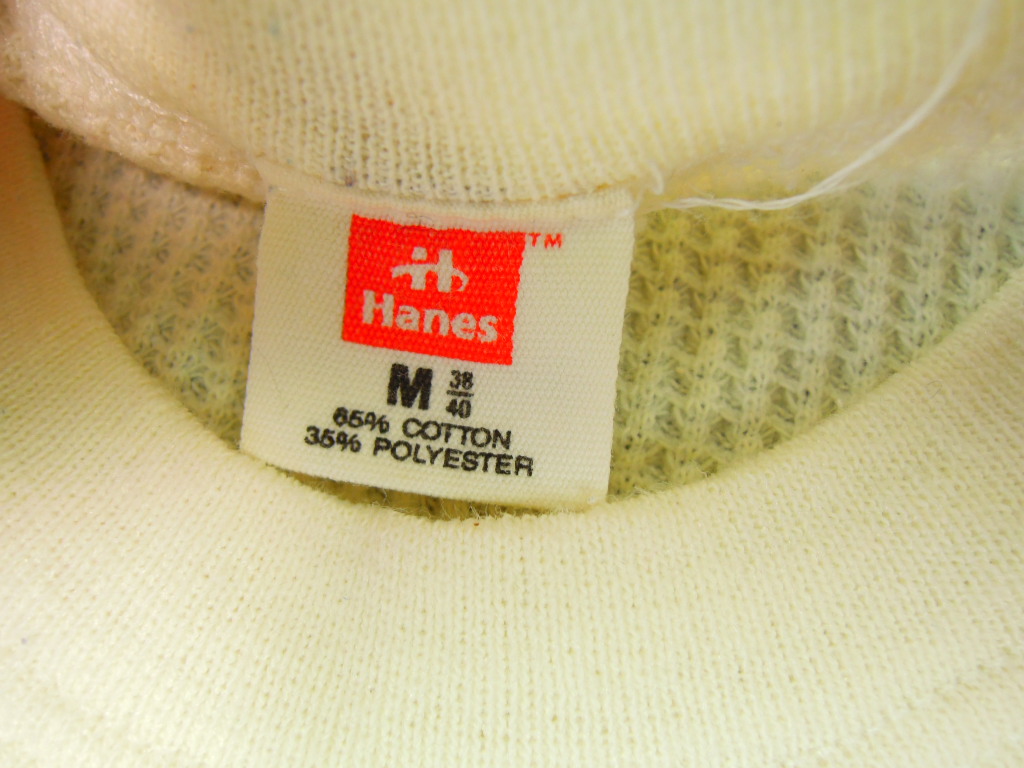 TM
Hanes
M 38/40
65% COTTON
35% POLYESTER